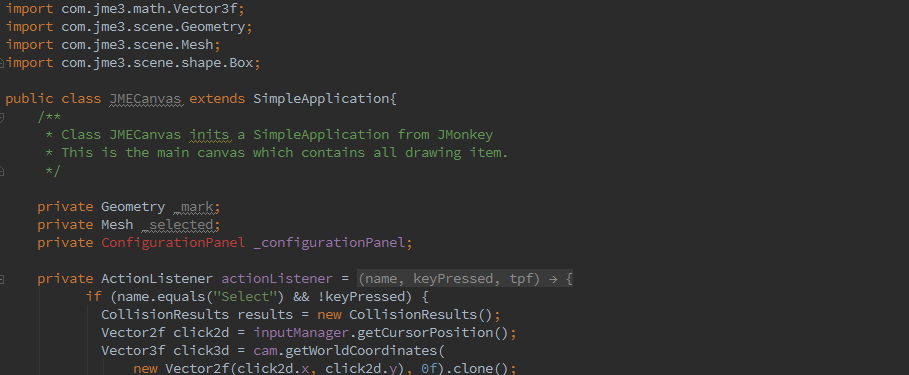 import com.jme3.math.Vector3f;
import com.jme3.scene.Geometry;
import com.jme3.scene.Mesh;
import com.jme3.scene.shape.Box;
public class JMECanvas extends SimpleApplication{
/**
* Class JMECanvas inits a SimpleApplication from JMonkey
* This is the main canvas which contains all drawing item.
*/
private Geometry _mark;
private Mesh _selected;
private ConfigurationPanel _configurationPanel;
private ActionListener actionListener = (name, keyPressed, tpf) → {
if (name.equals("Select") && !keyPressed) {
CollisionResults results = new CollisionResults();
Vector2f click2d = inputManager.getCursorPosition();
Vector3f click3d = cam.getWorldCoordinates(
new Vector2f(click2d.x, click2d.y), 0f).clone();